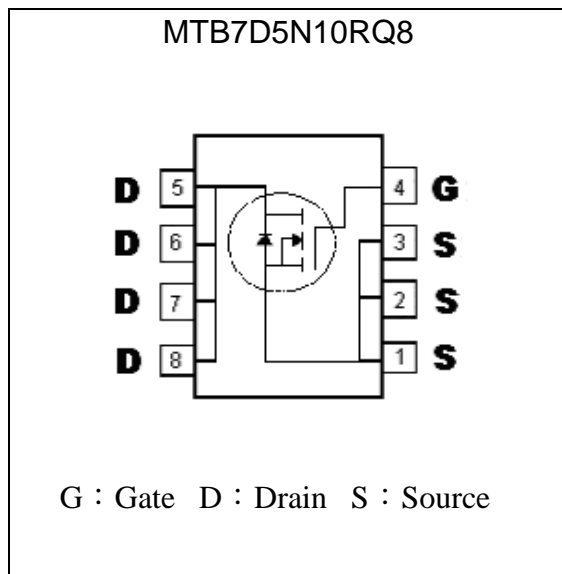 MTB7D5N10RQ8
D 5 4 G
D 6 3 S
D 7 2 S
D 8 1 S
G：Gate D：Drain S：Source